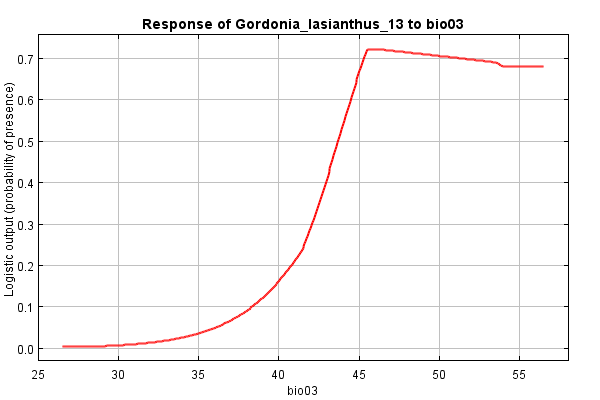 Response of Gordonia_lasianthus_13 to bio03
Logistic output (probability of presence)
0.7
0.6
0.5
0.4
0.3
0.2
0.1
0.0
25 30 35 40 45 50 55
bio03